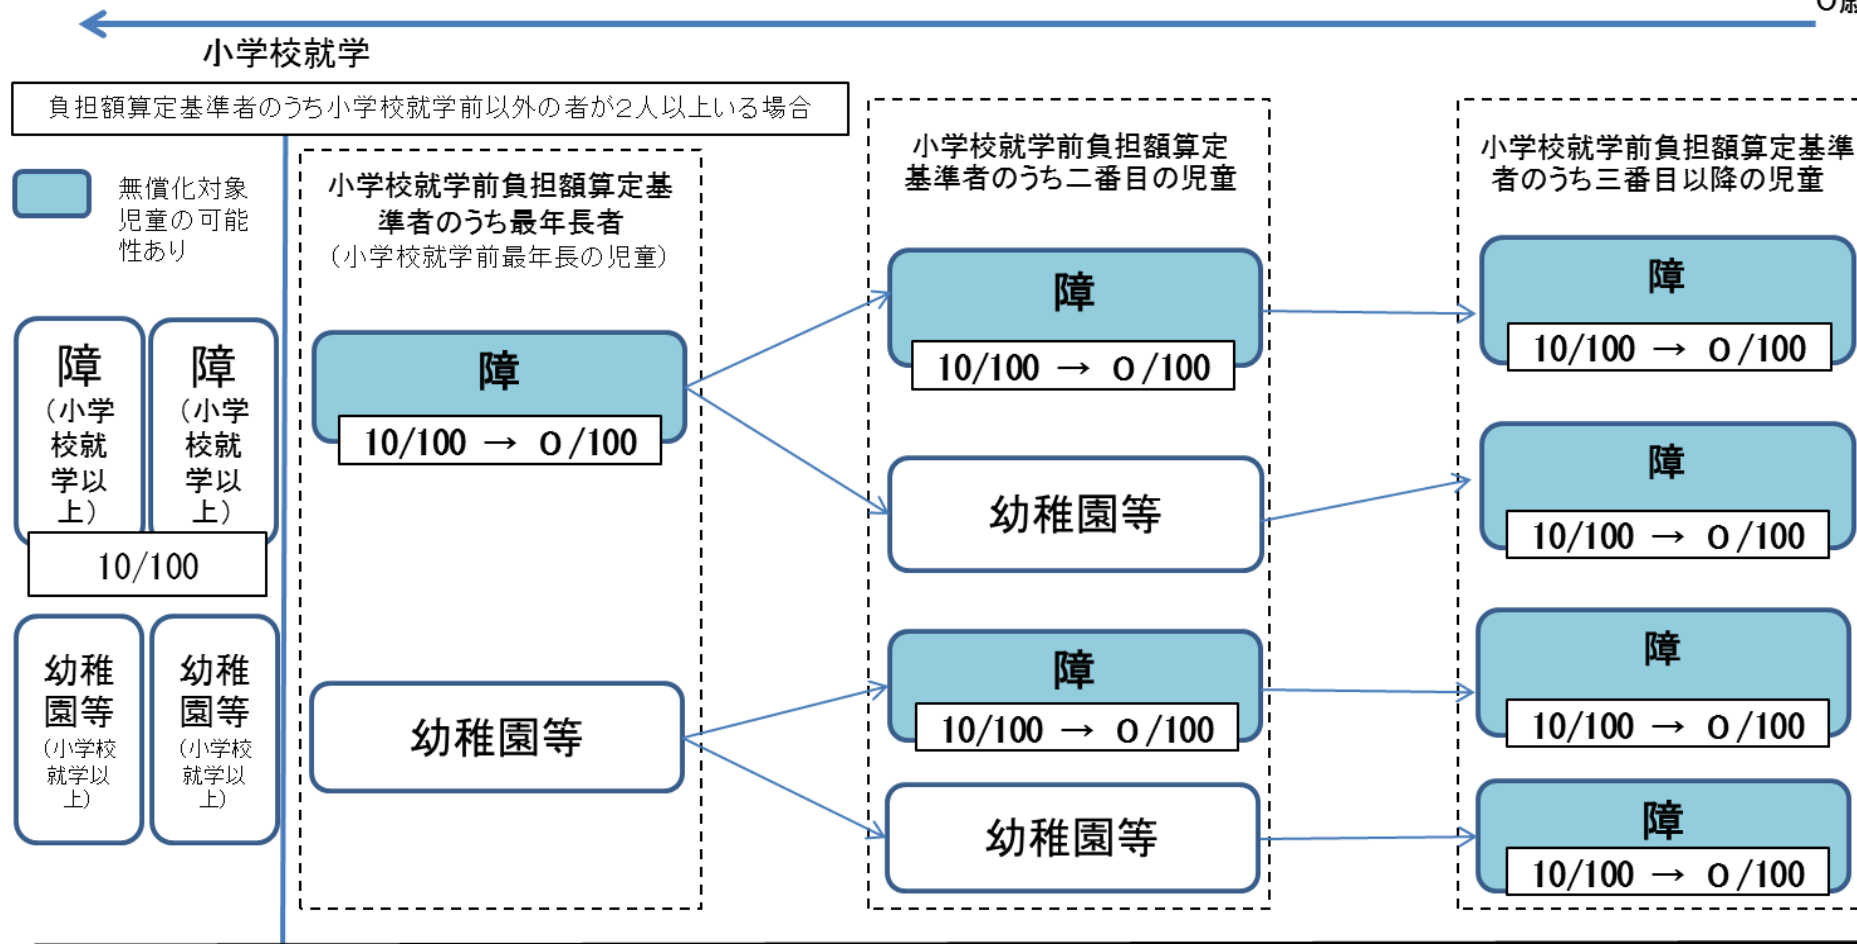 0歳
小学校就学
負担額算定基準者のうち小学校就学前以外の者が2人以上いる場合
無償化対象
児童の可能
性あり
障
(小学
校就
学以
上)
障
(小学
校就
学以
上)
10/100
幼稚
園等
(小学校
就学以
上)
幼稚
園等
(小学校
就学以
上)
小学校就学前負担額算定基
準者のうち最年長者
(小学校就学前最年長の児童)
障
10/100 → 0/100
幼稚園等
小学校就学前負担額算定
基準者のうち二番目の児童
障
10/100 → 0/100
幼稚園等
障
10/100 → 0/100
幼稚園等
小学校就学前負担額算定基準
者のうち三番目以降の児童
障
10/100 → 0/100
障
10/100 → 0/100
障
10/100 → 0/100
障
10/100 → 0/100